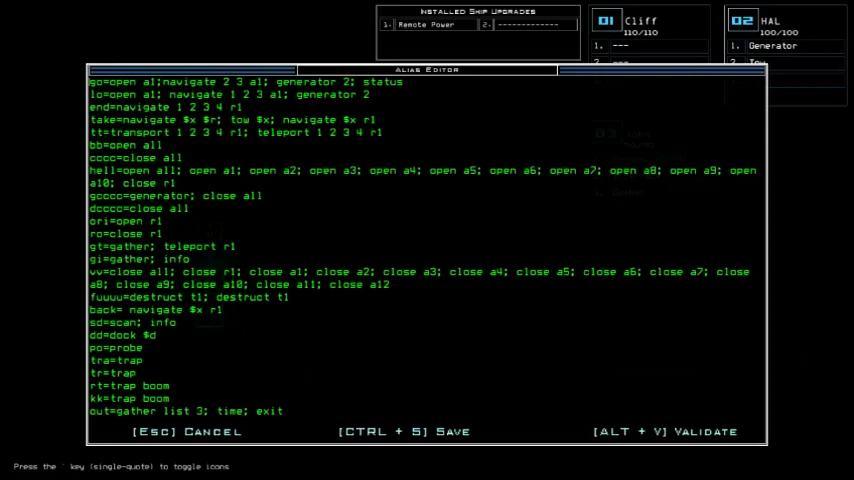 Installed Ship Upgrades
1. Remote Power 2. -------------
01 Cliff
110/110
1. ---
2. ---
02 HAL
100/100
1. Generator
2. Tow
Alias Editor
go=open a1;navigate 2 3 a1; generator 2; status
lo=open a1; navigate 1 2 3 a1; generator 2
end=navigate 1 2 3 4 r1
take=navigate $x $r; tow $x; navigate $x r1
tt=transport 1 2 3 4 r1; teleport 1 2 3 4 r1
bb=open all
cccc=close all
hell=open all; open a1; open a2; open a3; open a4; open a5; open a6; open a7; open a8; open a9; open
a10; close r1
gcccc=generator; close all
dcccc=close all
ori=open r1
ro=close r1
gt=gather; teleport r1
gi=gather; info
vv=close all; close r1; close a1; close a2; close a3; close a4; close a5; close a6; close a7; close
a8; close a9; close a10; close a11; close a12
fuuuu=destruct t1; destruct t1
back= navigate $x r1
sd=scan; info
dd=dock $d
po=probe
tra=trap
tr=trap
rt=trap boom
kk=trap boom
out=gather list 3; time; exit
[Esc] Cancel [CTRL + S] Save [ALT + V] Validate
Press the ` key (single-quote) to toggle icons